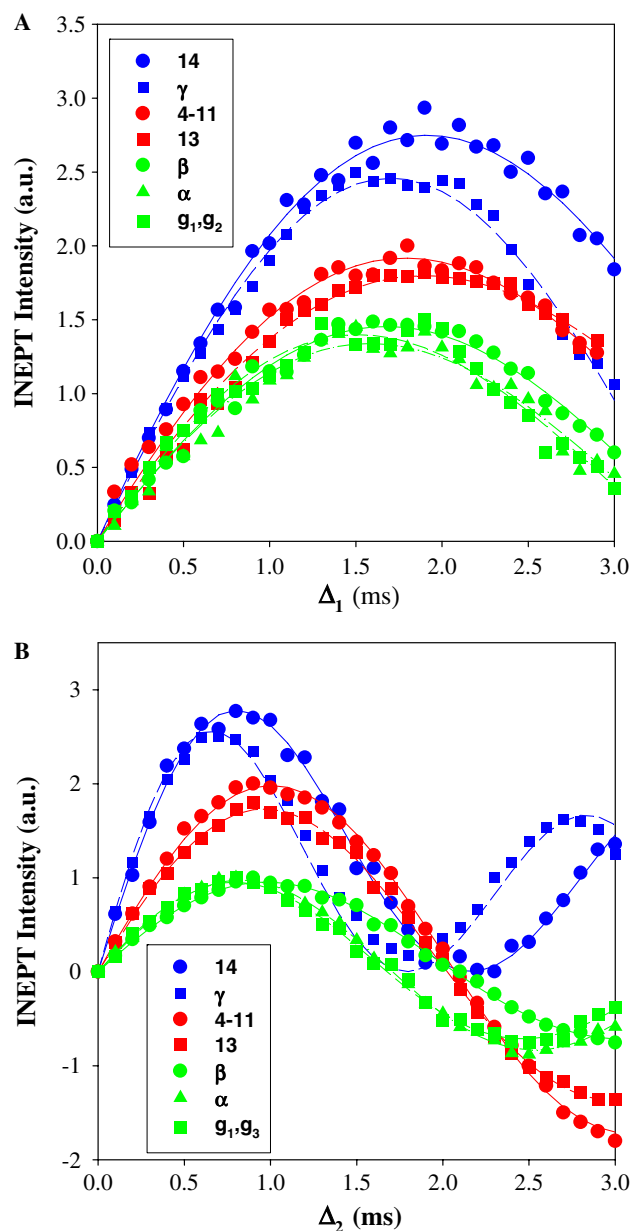 A
3.5
3.0
2.5
2.0
1.5
1.0
0.5
0.0
INEPT Intensity (a.u.)
14
γ
4-11
13
β
α
g₁,g₂
0.0 0.5 1.0 1.5 2.0 2.5 3.0
Δ₁ (ms)
B
3
2
1
0
-1
-2
INEPT Intensity (a.u.)
14
γ
4-11
13
β
α
g₁,g₃
0.0 0.5 1.0 1.5 2.0 2.5 3.0
Δ₂ (ms)